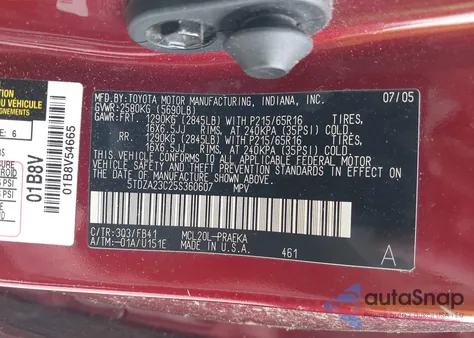 MFD.BY:TOYOTA MOTOR MANUFACTURING, INDIANA, INC. 07/05
GVWR:2580KG (5690LB)
GAWR:FRT. 1290KG (2845LB) WITH P215/65R16 TIRES,
16X6.5JJ RIMS, AT 240KPA (35PSI) COLD.
RR. 1290KG (2845LB) WITH P215/65R16 TIRES,
16X6.5JJ RIMS, AT 240KPA (35PSI) COLD.
THIS VEHICLE CONFORMS TO ALL APPLICABLE
FEDERAL MOTOR VEHICLE SAFETY
STANDARDS IN EFFECT ON THE DATE OF
MANUFACTURE SHOWN ABOVE.
5TDZA23C25S360607 MPV
C/TR:3Q3/FB41 MCL20L-PRAEKA
A/TM:-01A/U151E MADE IN U.S.A.
461
A
DU VÉHICULE
6
01B8V
01B8V54665
autoSnap